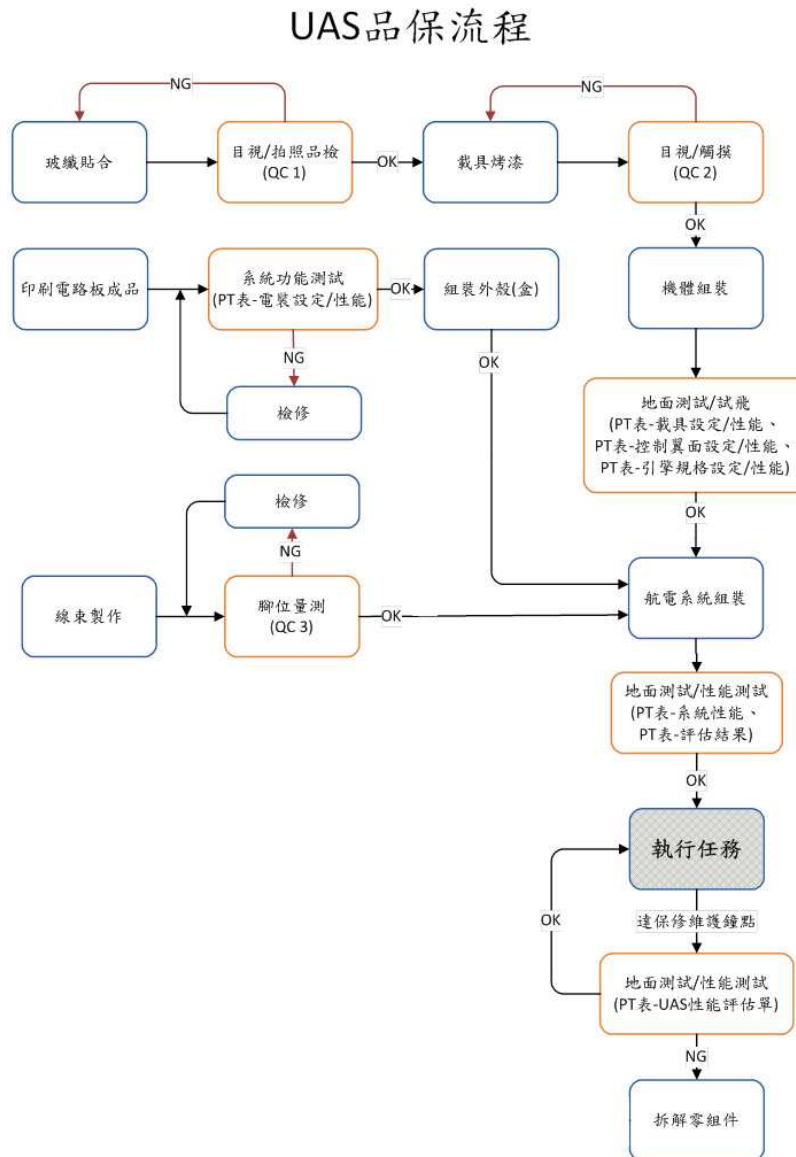 UAS品保流程
NG
NG
玻纖貼合
目視/拍照品檢
(QC 1)
OK
載具烤漆
目視/觸摸
(QC 2)
OK
印刷電路板成品
系統功能測試
(PT表-電裝設定/性能)
OK
組裝外殼(盒)
機體組裝
NG
OK
檢修
地面測試/試飛
(PT表-載具設定/性能、
PT表-控制翼面設定/性能、
PT表-引擎規格設定/性能)
檢修
OK
NG
線束製作
腳位量測
(QC 3)
OK
航電系統組裝
地面測試/性能測試
(PT表-系統性能、
PT表-評估結果)
OK
執行任務
OK
達保修維護鐘點
地面測試/性能測試
(PT表-UAS性能評估單)
NG
拆解零組件